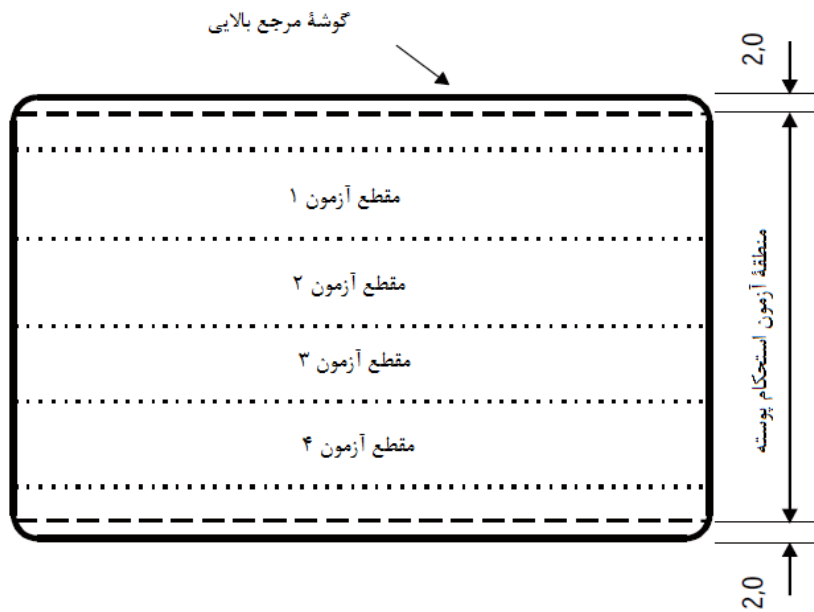 گوشهٔ مرجع بالایی
2,0
مقطع آزمون ۱
مقطع آزمون ۲
مقطع آزمون ۳
مقطع آزمون ۴
منطقهٔ آزمون استحکام پوسته
2,0